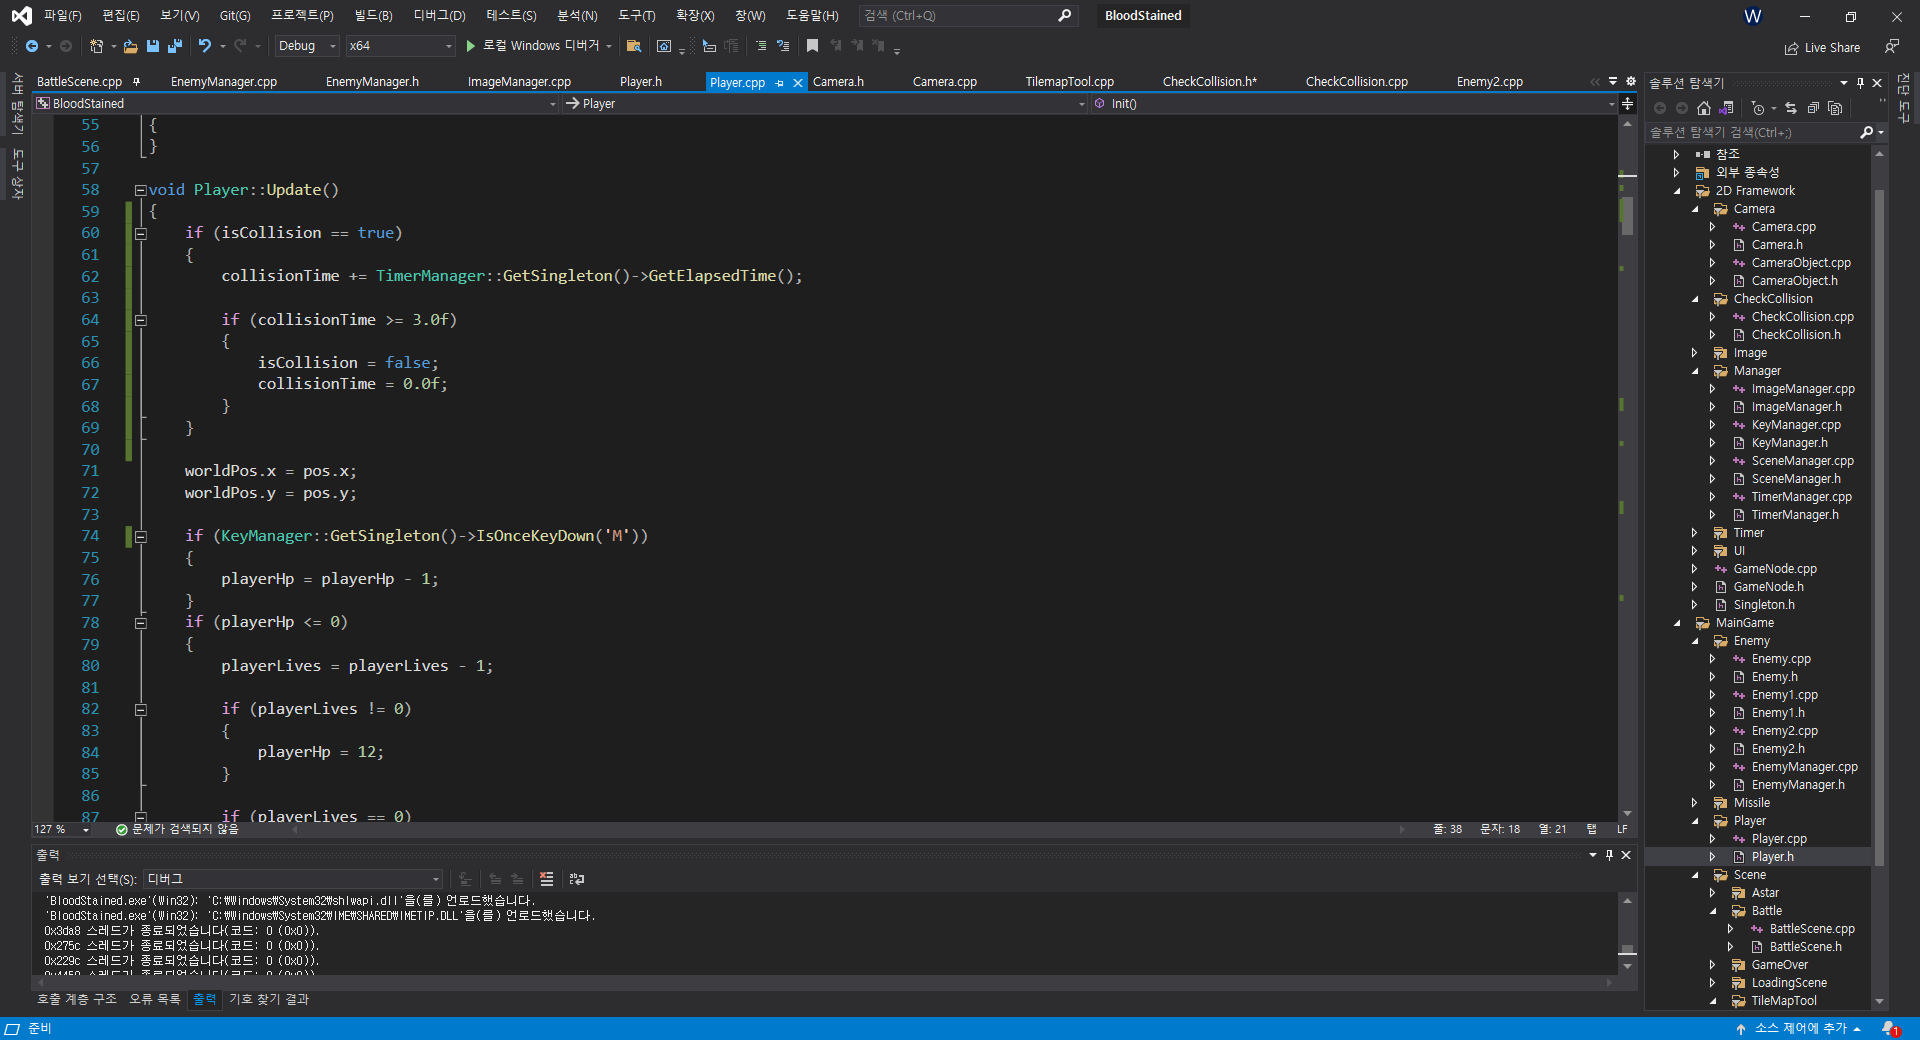 파일(F) 편집(E) 보기(V) Git(G) 프로젝트(P) 빌드(B) 디버그(D) 테스트(S) 분석(N) 도구(T) 확장(X) 창(W) 도움말(H) 검색 (Ctrl+Q) BloodStained W
Debug x64 로컬 Windows 디버거 Live Share
서버 탐색기
도구 상자
BattleScene.cpp EnemyManager.cpp EnemyManager.h ImageManager.cpp Player.h Player.cpp Camera.h Camera.cpp TilemapTool.cpp CheckCollision.h* CheckCollision.cpp Enemy2.cpp
BloodStained Player Init()
55 {
56 }
57
58 void Player::Update()
59 {
60 if (isCollision == true)
61 {
62 collisionTime += TimerManager::GetSingleton()->GetElapsedTime();
63
64 if (collisionTime >= 3.0f)
65 {
66 isCollision = false;
67 collisionTime = 0.0f;
68 }
69 }
70
71 worldPos.x = pos.x;
72 worldPos.y = pos.y;
73
74 if (KeyManager::GetSingleton()->IsOnceKeyDown('M'))
75 {
76 playerHp = playerHp - 1;
77 }
78 if (playerHp <= 0)
79 {
80 playerLives = playerLives - 1;
81
82 if (playerLives != 0)
83 {
84 playerHp = 12;
85 }
86
87 if (playerLives == 0)
127 % 문제가 검색되지 않음 줄: 38 문자: 18 열: 21 탭 LF
출력
출력 보기 선택(S): 디버그
'BloodStained.exe'(Win32): 'C:₩Windows₩System32₩shlwapi.dll'을(를) 언로드했습니다.
'BloodStained.exe'(Win32): 'C:₩Windows₩System32₩IME₩SHARED₩IMETIP.DLL'을(를) 언로드했습니다.
0x3da8 스레드가 종료되었습니다(코드: 0 (0x0)).
0x275c 스레드가 종료되었습니다(코드: 0 (0x0)).
0x229c 스레드가 종료되었습니다(코드: 0 (0x0)).
호출 계층 구조 오류 목록 출력 기호 찾기 결과
솔루션 탐색기
솔루션 탐색기 검색(Ctrl+;)
참조
외부 종속성
2D Framework
Camera
Camera.cpp
Camera.h
CameraObject.cpp
CameraObject.h
CheckCollision
CheckCollision.cpp
CheckCollision.h
Image
Manager
ImageManager.cpp
ImageManager.h
KeyManager.cpp
KeyManager.h
SceneManager.cpp
SceneManager.h
TimerManager.cpp
TimerManager.h
Timer
UI
GameNode.cpp
GameNode.h
Singleton.h
MainGame
Enemy
Enemy.cpp
Enemy.h
Enemy1.cpp
Enemy1.h
Enemy2.cpp
Enemy2.h
EnemyManager.cpp
EnemyManager.h
Missile
Player
Player.cpp
Player.h
Scene
Astar
Battle
BattleScene.cpp
BattleScene.h
GameOver
LoadingScene
TileMapTool
진단 도구
준비 소스 제어에 추가 1